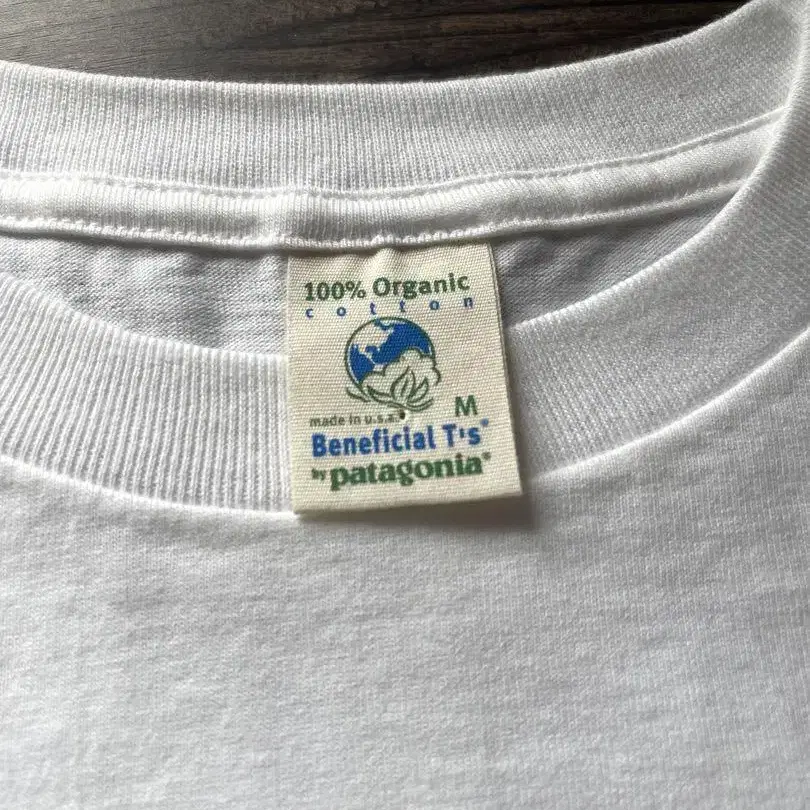 100% Organic
cotton
M
made in u.s.a.
Beneficial T's®
by patagonia®